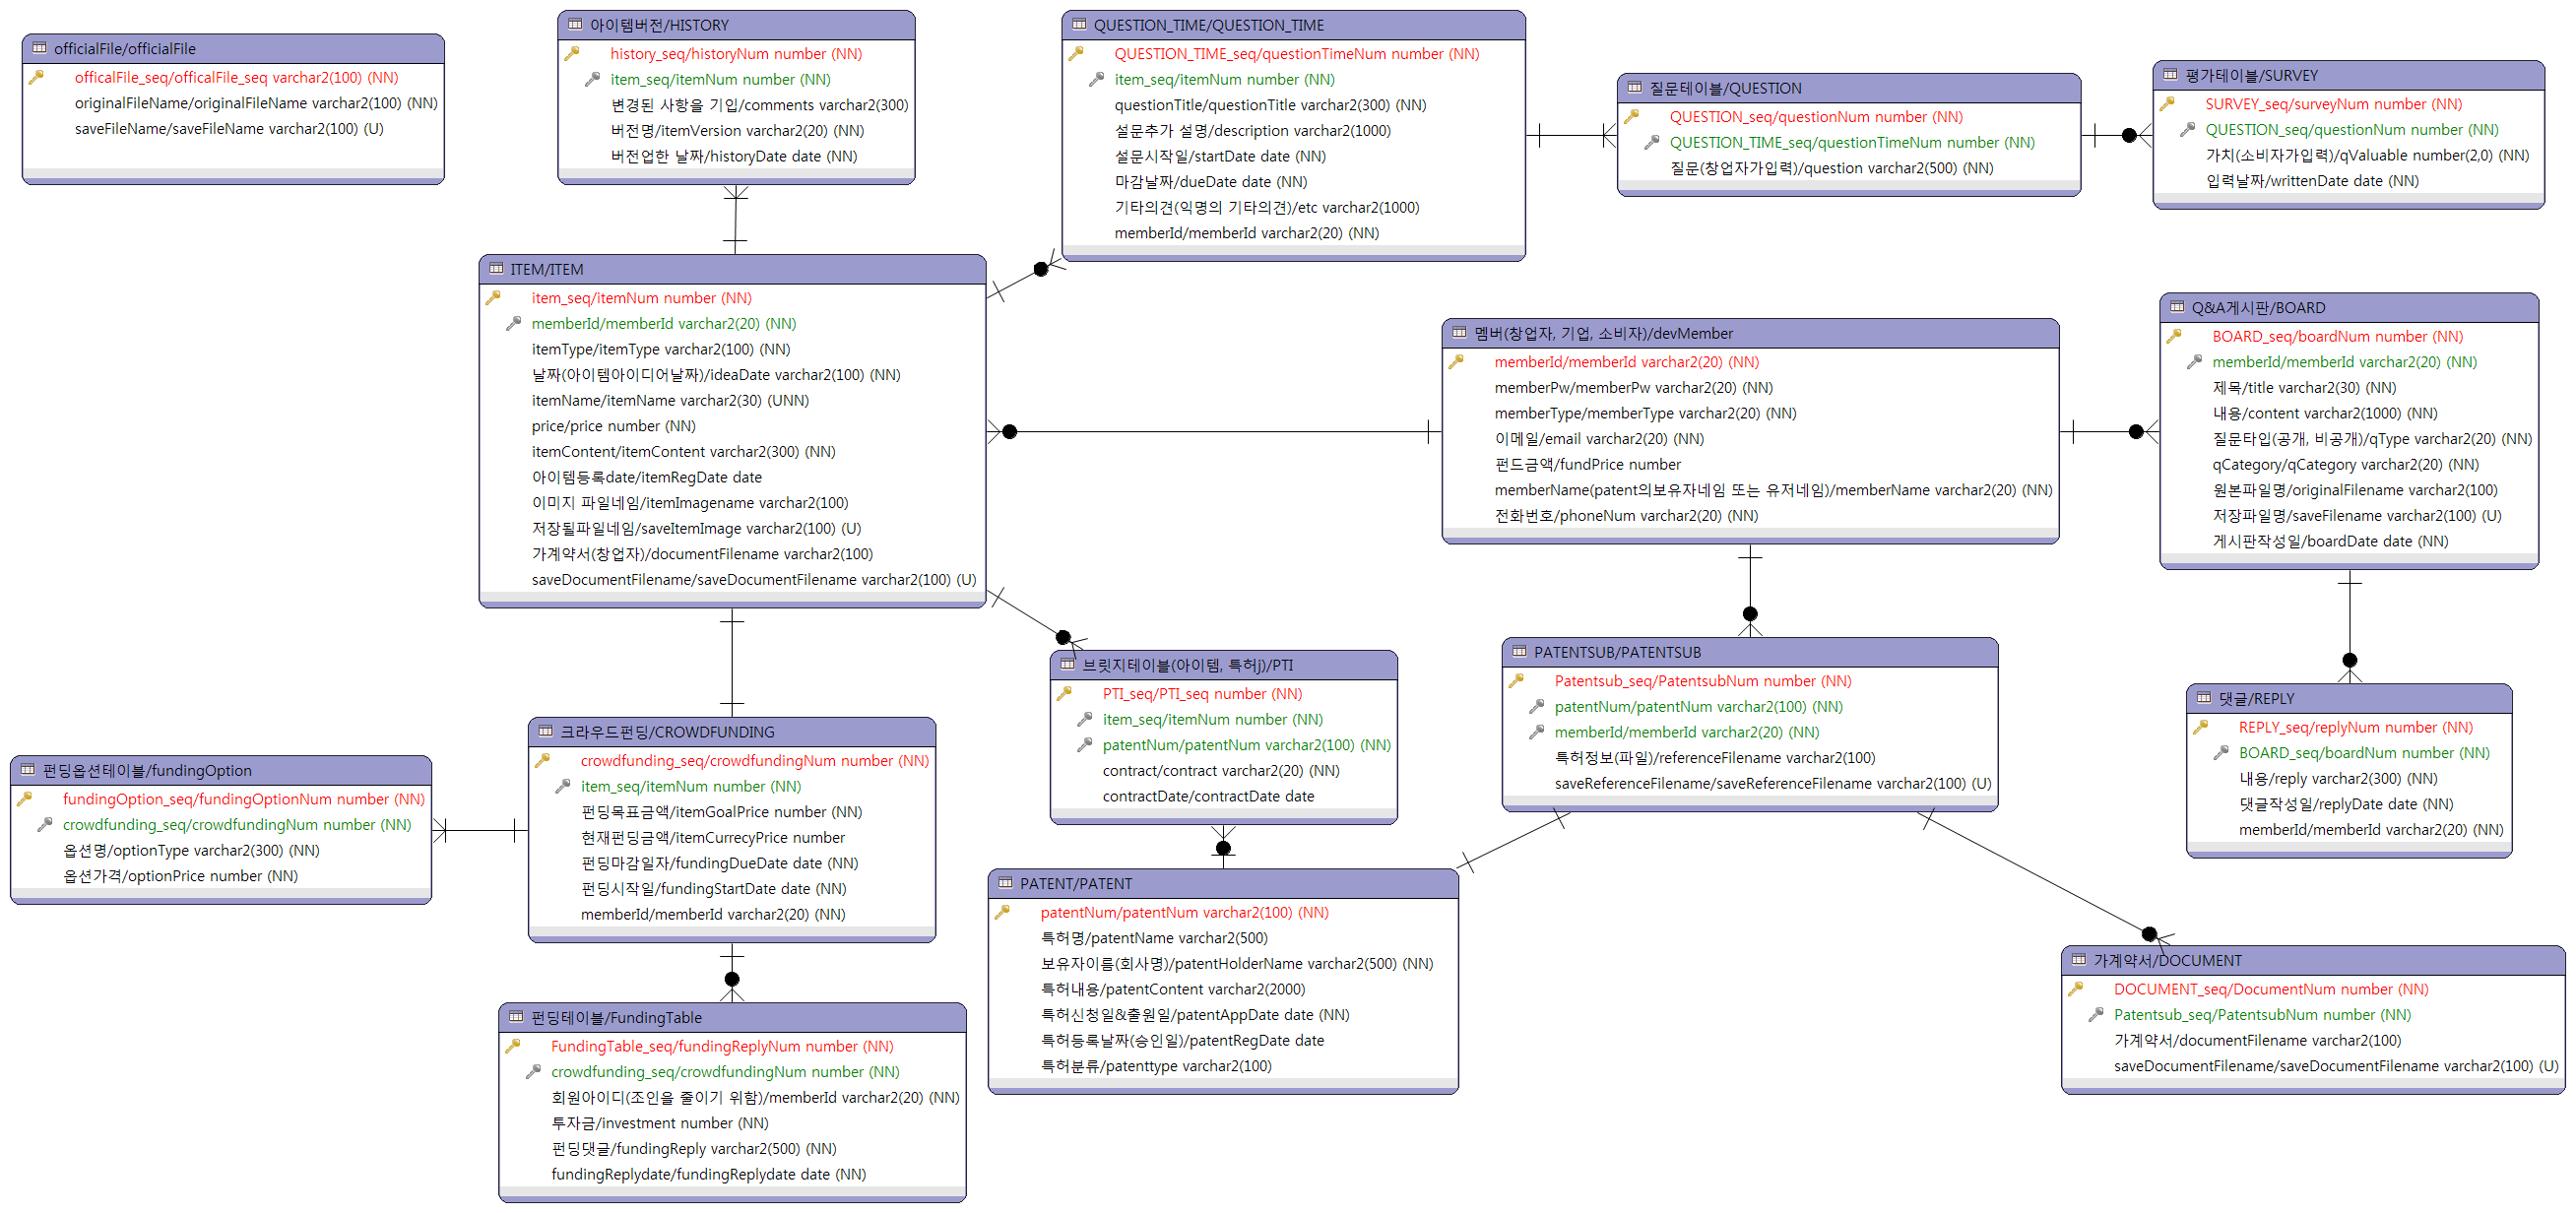 officialFile/officialFile
officalFile_seq/officalFile_seq varchar2(100) (NN)
originalFileName/originalFileName varchar2(100) (NN)
saveFileName/saveFileName varchar2(100) (U)
아이템버전/HISTORY
history_seq/historyNum number (NN)
item_seq/itemNum number (NN)
변경된 사항을 기입/comments varchar2(300)
버전명/itemVersion varchar2(20) (NN)
버전업한 날짜/historyDate date (NN)
QUESTION_TIME/QUESTION_TIME
QUESTION_TIME_seq/questionTimeNum number (NN)
item_seq/itemNum number (NN)
questionTitle/questionTitle varchar2(300) (NN)
설문추가 설명/description varchar2(1000)
설문시작일/startDate date (NN)
마감날짜/dueDate date (NN)
기타의견(익명의 기타의견)/etc varchar2(1000)
memberId/memberId varchar2(20) (NN)
질문테이블/QUESTION
QUESTION_seq/questionNum number (NN)
QUESTION_TIME_seq/questionTimeNum number (NN)
질문(창업자가입력)/question varchar2(500) (NN)
평가테이블/SURVEY
SURVEY_seq/surveyNum number (NN)
QUESTION_seq/questionNum number (NN)
가치(소비자가입력)/qValuable number(2,0) (NN)
입력날짜/writtenDate date (NN)
ITEM/ITEM
item_seq/itemNum number (NN)
memberId/memberId varchar2(20) (NN)
itemType/itemType varchar2(100) (NN)
날짜(아이템아이디어날짜)/ideaDate varchar2(100) (NN)
itemName/itemName varchar2(30) (UNN)
price/price number (NN)
itemContent/itemContent varchar2(300) (NN)
아이템등록date/itemRegDate date
이미지 파일네임/itemImagename varchar2(100)
저장될파일네임/saveItemImage varchar2(100) (U)
가계약서(창업자)/documentFilename varchar2(100)
saveDocumentFilename/saveDocumentFilename varchar2(100) (U)
멤버(창업자, 기업, 소비자)/devMember
memberId/memberId varchar2(20) (NN)
memberPw/memberPw varchar2(20) (NN)
memberType/memberType varchar2(20) (NN)
이메일/email varchar2(20) (NN)
펀드금액/fundPrice number
memberName(patent의보유자네임 또는 유저네임)/memberName varchar2(20) (NN)
전화번호/phoneNum varchar2(20) (NN)
Q&A게시판/BOARD
BOARD_seq/boardNum number (NN)
memberId/memberId varchar2(20) (NN)
제목/title varchar2(30) (NN)
내용/content varchar2(1000) (NN)
질문타입(공개, 비공개)/qType varchar2(20) (NN)
qCategory/qCategory varchar2(20) (NN)
원본파일명/originalFilename varchar2(100)
저장파일명/saveFilename varchar2(100) (U)
게시판작성일/boardDate date (NN)
브릿지테이블(아이템, 특허j)/PTI
PTI_seq/PTI_seq number (NN)
item_seq/itemNum number (NN)
patentNum/patentNum varchar2(100) (NN)
contract/contract varchar2(20) (NN)
contractDate/contractDate date
PATENTSUB/PATENTSUB
Patentsub_seq/PatentsubNum number (NN)
patentNum/patentNum varchar2(100) (NN)
memberId/memberId varchar2(20) (NN)
특허정보(파일)/referenceFilename varchar2(100)
saveReferenceFilename/saveReferenceFilename varchar2(100) (U)
댓글/REPLY
REPLY_seq/replyNum number (NN)
BOARD_seq/boardNum number (NN)
내용/reply varchar2(300) (NN)
댓글작성일/replyDate date (NN)
memberId/memberId varchar2(20) (NN)
펀딩옵션테이블/fundingOption
fundingOption_seq/fundingOptionNum number (NN)
crowdfunding_seq/crowdfundingNum number (NN)
옵션명/optionType varchar2(300) (NN)
옵션가격/optionPrice number (NN)
크라우드펀딩/CROWDFUNDING
crowdfunding_seq/crowdfundingNum number (NN)
item_seq/itemNum number (NN)
펀딩목표금액/itemGoalPrice number (NN)
현재펀딩금액/itemCurrecyPrice number
펀딩마감일자/fundingDueDate date (NN)
펀딩시작일/fundingStartDate date (NN)
memberId/memberId varchar2(20) (NN)
PATENT/PATENT
patentNum/patentNum varchar2(100) (NN)
특허명/patentName varchar2(500)
보유자이름(회사명)/patentHolderName varchar2(500) (NN)
특허내용/patentContent varchar2(2000)
특허신청일&출원일/patentAppDate date (NN)
특허등록날짜(승인일)/patentRegDate date
특허분류/patenttype varchar2(100)
가계약서/DOCUMENT
DOCUMENT_seq/DocumentNum number (NN)
Patentsub_seq/PatentsubNum number (NN)
가계약서/documentFilename varchar2(100)
saveDocumentFilename/saveDocumentFilename varchar2(100) (U)
펀딩테이블/FundingTable
FundingTable_seq/fundingReplyNum number (NN)
crowdfunding_seq/crowdfundingNum number (NN)
회원아이디(조인을 줄이기 위함)/memberId varchar2(20) (NN)
투자금/investment number (NN)
펀딩댓글/fundingReply varchar2(500) (NN)
fundingReplydate/fundingReplydate date (NN)